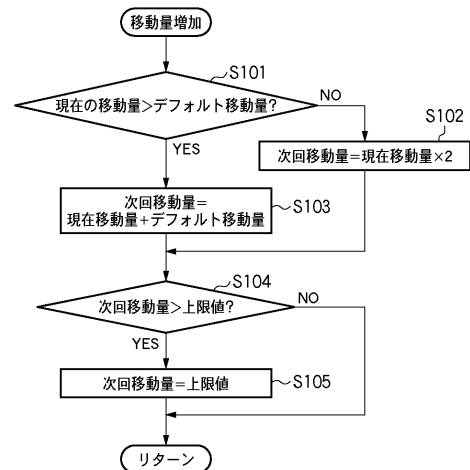 移動量増加
S101
現在の移動量>デフォルト移動量?
NO
S102
YES
次回移動量=現在移動量×2
次回移動量=
現在移動量+デフォルト移動量
S103
S104
次回移動量>上限値?
NO
YES
次回移動量=上限値
S105
リターン